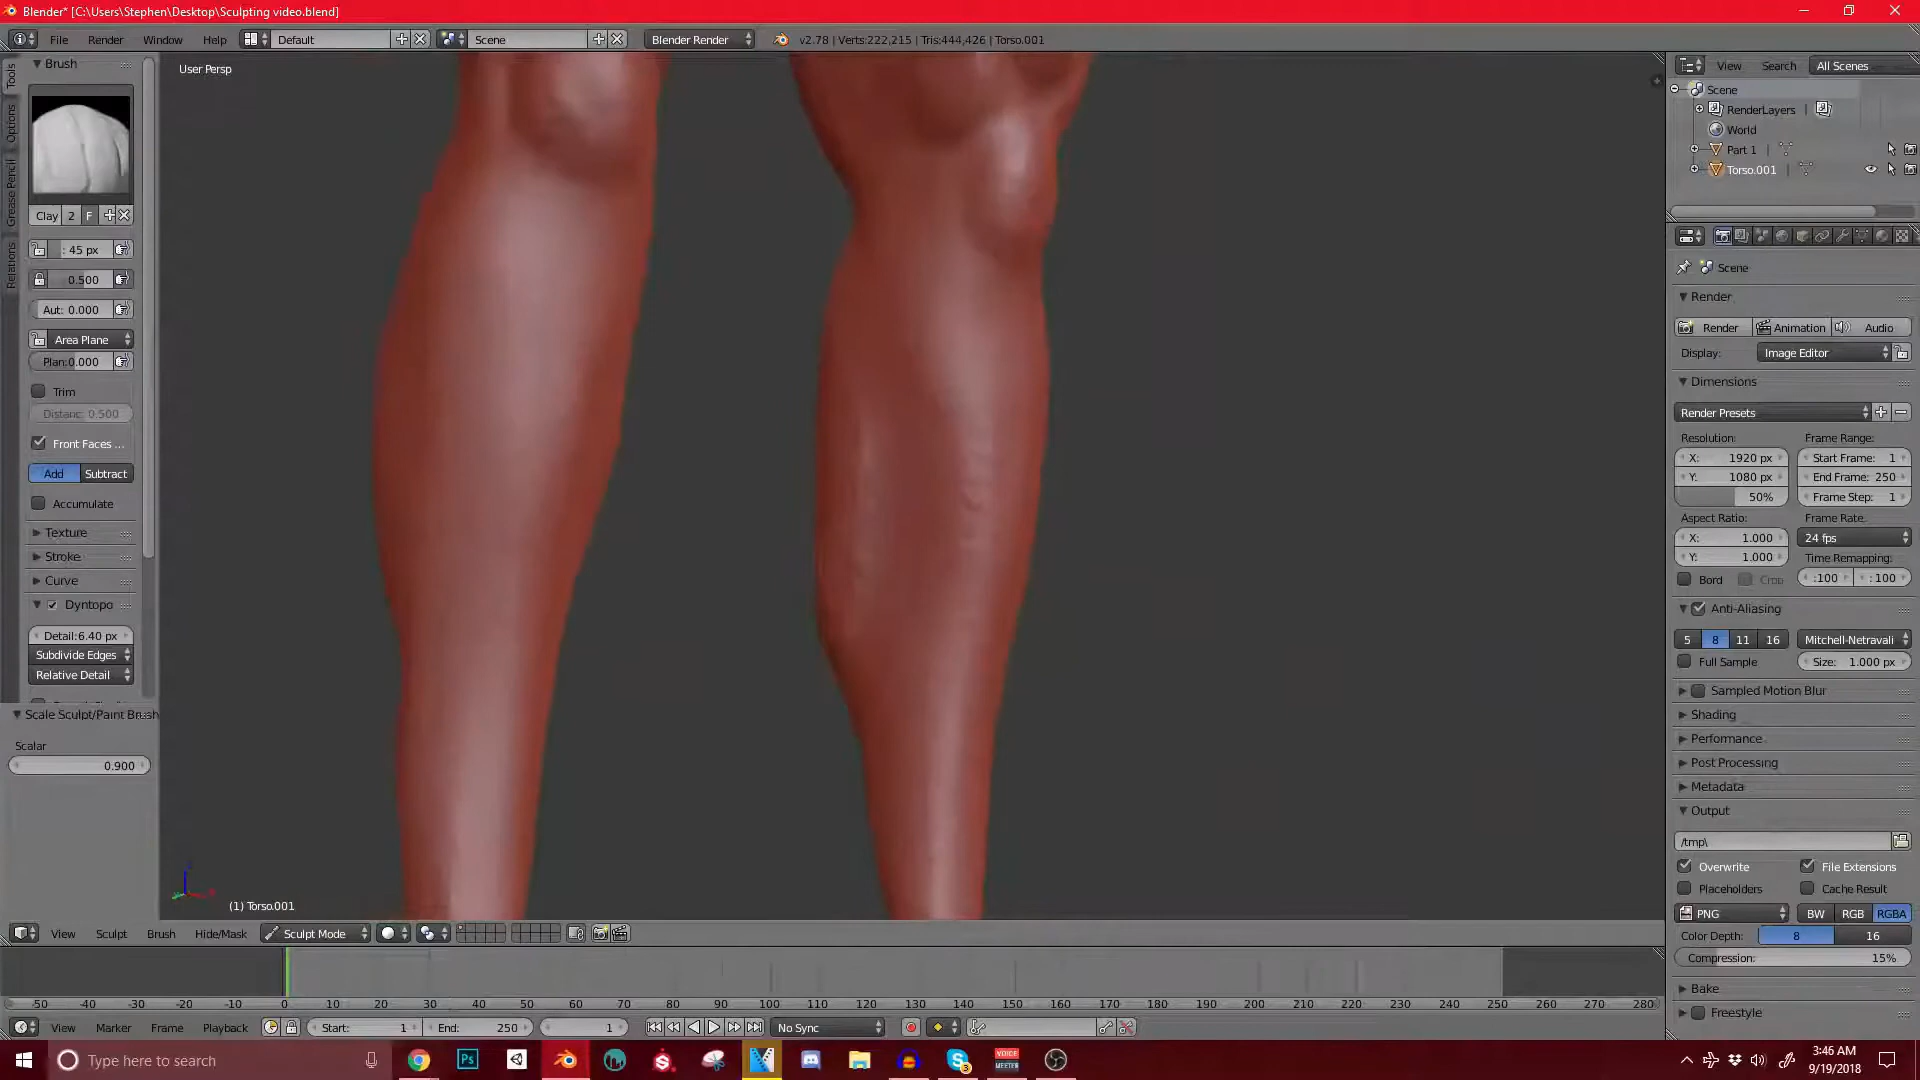 Blender* [C:\Users\Stephen\Desktop\Sculpting video.blend]
File Render Window Help Default Scene Blender Render v2.78 | Verts:222,215 | Tris:444,426 | Torso.001
Tools
Options
Grease Pencil
Relations
Brush
Clay 2 F
: 45 px
0.500
Aut: 0.000
Area Plane
Plan:0.000
Trim
Distanc: 0.500
Front Faces ...
Add Subtract
Accumulate
Texture
Stroke
Curve
Dyntopo
Detail:6.40 px
Subdivide Edges
Relative Detail
Scale Sculpt/Paint Brush
Scalar
0.900
User Persp
(1) Torso.001
View Sculpt Brush Hide/Mask Sculpt Mode
-50 -40 -30 -20 -10 0 10 20 30 40 50 60 70 80 90 100 110 120 130 140 150 160 170 180 190 200 210 220 230 240 250 260 270 280
View Marker Frame Playback Start: 1 End: 250 1 No Sync
View Search All Scenes
Scene
RenderLayers
World
Part 1
Torso.001
Scene
Render
Render Animation Audio
Display: Image Editor
Dimensions
Render Presets
Resolution: Frame Range:
X: 1920 px Start Frame: 1
Y: 1080 px End Frame: 250
50% Frame Step: 1
Aspect Ratio: Frame Rate:
X: 1.000 24 fps
Y: 1.000 Time Remapping:
Bord Crop :100 : 100
Anti-Aliasing
5 8 11 16 Mitchell-Netravali
Full Sample Size: 1.000 px
Sampled Motion Blur
Shading
Performance
Post Processing
Metadata
Output
/tmp\
Overwrite File Extensions
Placeholders Cache Result
PNG BW RGB RGBA
Color Depth: 8 16
Compression: 15%
Bake
Freestyle
Type here to search
Ps
VOICE
MEETER
3:46 AM
9/19/2018